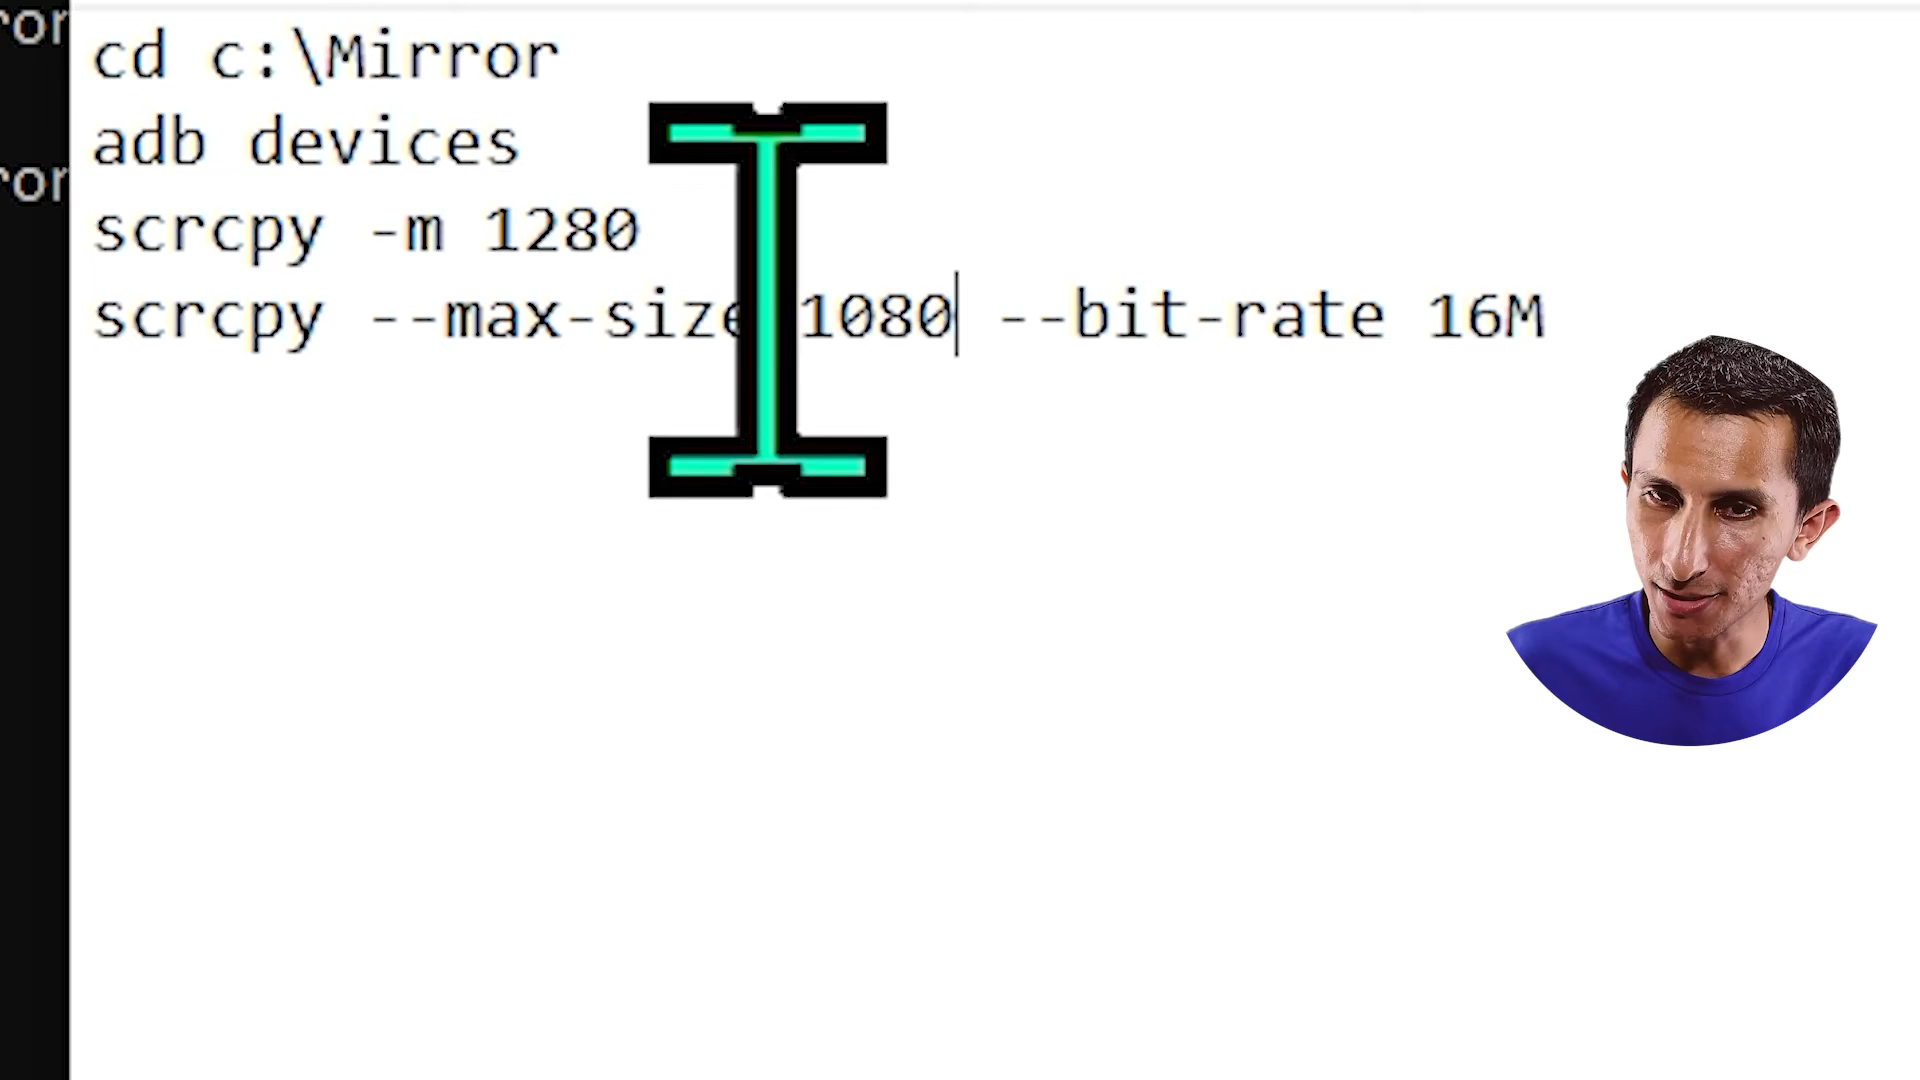 cd c:\Mirror
adb devices
scrcpy -m 1280
scrcpy --max-size 1080 --bit-rate 16M